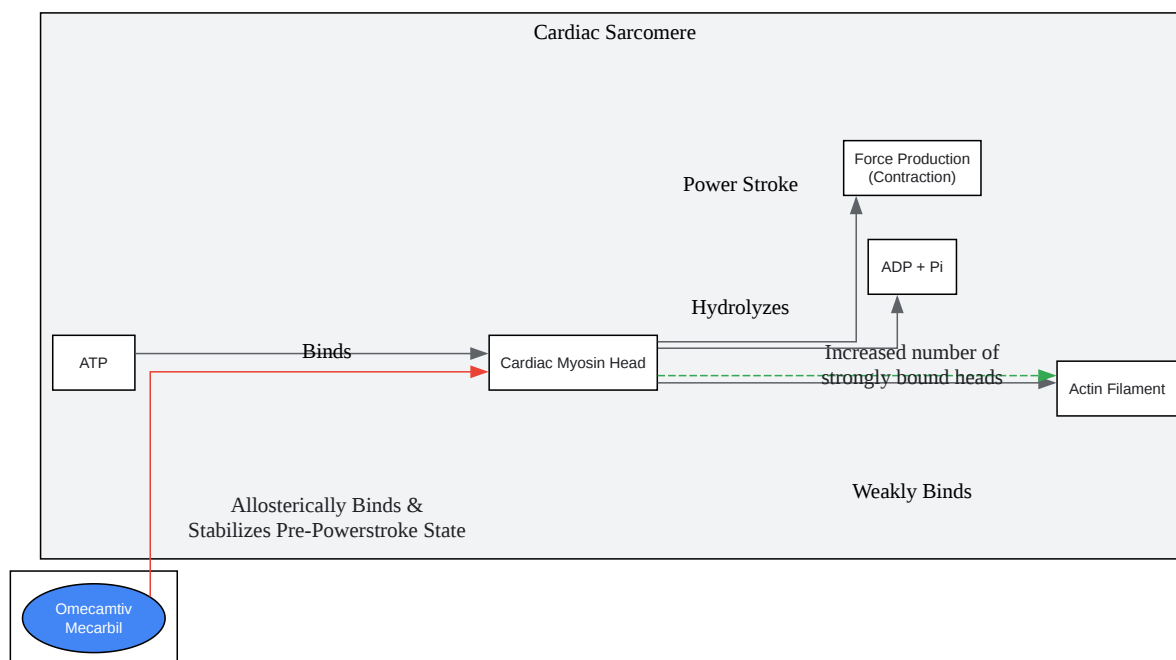 Cardiac Sarcomere
Force Production
(Contraction)
Power Stroke
ADP + Pi
Hydrolyzes
ATP
Binds
Cardiac Myosin Head
Increased number of
strongly bound heads
Actin Filament
Weakly Binds
Allosterically Binds &
Stabilizes Pre-Powerstroke State
Omecamtiv
Mecarbil